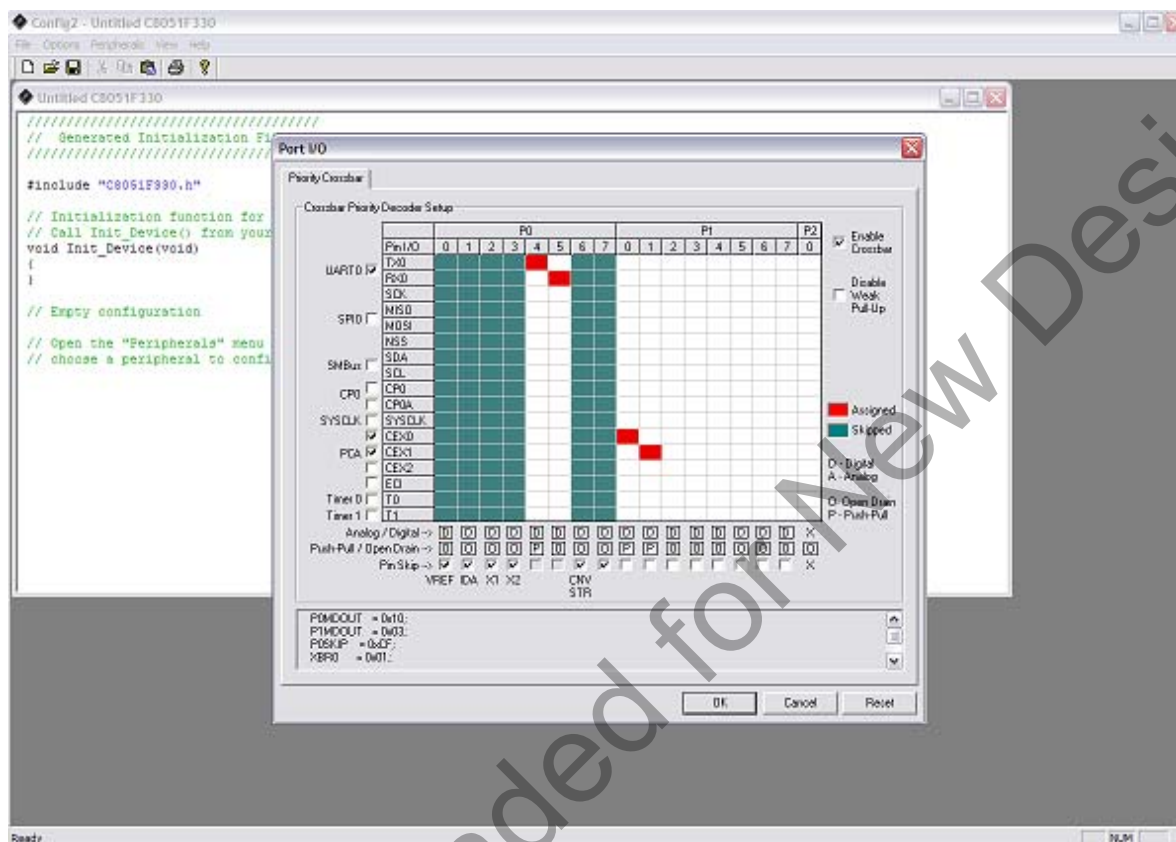 Config2 - Untitled C8051F330
File Options Peripherals View Help
Untitled C8051F330
/////////////////////////////////////
// Generated Initialization Fi
///////////////////////////////
#include "C8051F330.h"
// Initialization function for
// Call Init_Device() from your
void Init_Device(void)
{
}
// Empty configuration
// Open the "Peripherals" menu
// choose a peripheral to confi
Port I/O
Priority Crossbar
Crossbar Priority Decoder Setup
P0 P1 P2
Pin I/O 0 1 2 3 4 5 6 7 0 1 2 3 4 5 6 7 0
UART0 TX0
RX0
SCK
SPI0 MISO
MOSI
NSS
SMBus SDA
SCL
CP0 CP0
CP0A
SYSCLK SYSCLK
CEX0
PCA CEX1
CEX2
ECI
Timer 0 T0
Timer 1 T1
Analog / Digital ->
Push-Pull / Open Drain ->
Pin Skip ->
VREF IDA X1 X2 CNV
STR
Enable
Crossbar
Disable
Weak
Pull-Up
Assigned
Skipped
D - Digital
A - Analog
O - Open Drain
P - Push-Pull
P0MDOUT = 0x10;
P1MDOUT = 0x03;
P0SKIP = 0xCF;
XBR0 = 0x01;
OK Cancel Reset
Ready NUM
ded for New Desi